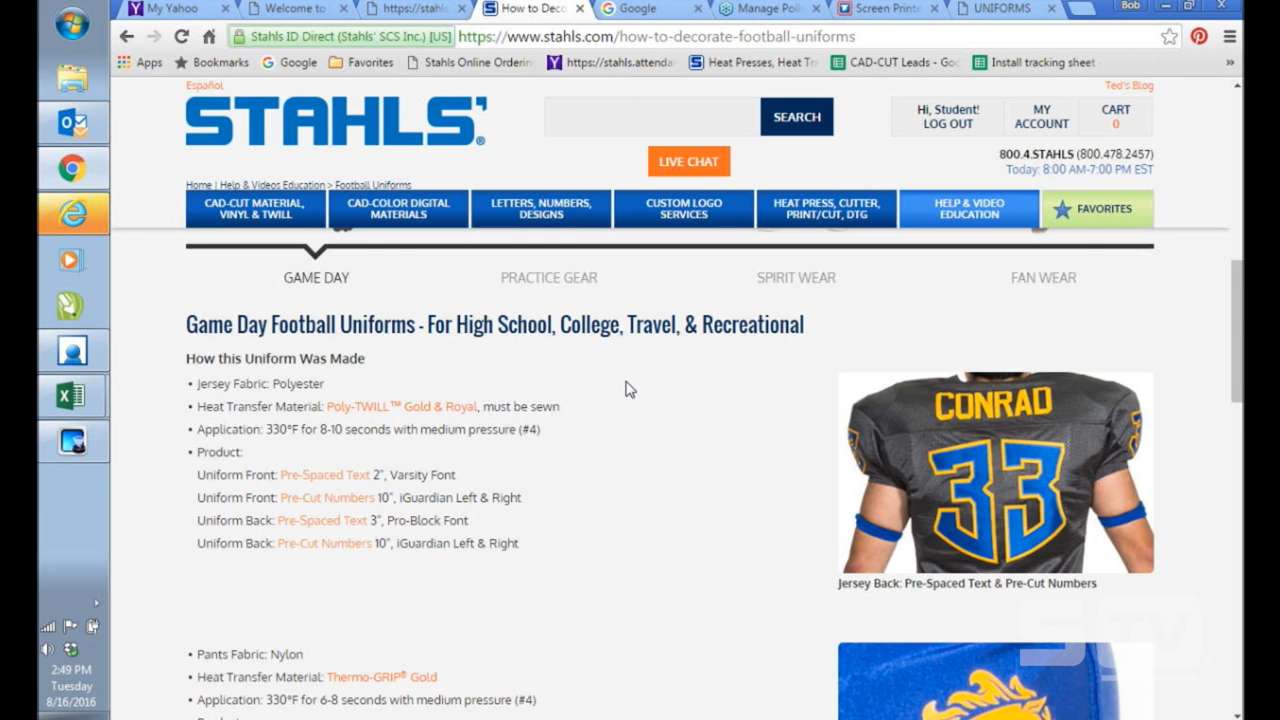 My Yahoo
Welcome to
https://stahls
How to Deco
Google
Manage Polls
Screen Printe
UNIFORMS
Bob
Stahls ID Direct (Stahls' SCS Inc.) [US]
https://www.stahls.com/how-to-decorate-football-uniforms
Apps
Bookmarks
Google
Favorites
Stahls Online Ordering
https://stahls.attendar
Heat Presses, Heat Tr
CAD-CUT Leads - Goo
Install tracking sheet
Español
Ted's Blog
STAHLS'
SEARCH
Hi, Student!
LOG OUT
MY
ACCOUNT
CART
0
LIVE CHAT
800.4.STAHLS (800.478.2457)
Today: 8:00 AM-7:00 PM EST
Home | Help & Videos Education > Football Uniforms
CAD-CUT MATERIAL,
VINYL & TWILL
CAD-COLOR DIGITAL
MATERIALS
LETTERS, NUMBERS,
DESIGNS
CUSTOM LOGO
SERVICES
HEAT PRESS, CUTTER,
PRINT/CUT, DTG
HELP & VIDEO
EDUCATION
FAVORITES
GAME DAY
PRACTICE GEAR
SPIRIT WEAR
FAN WEAR
Game Day Football Uniforms - For High School, College, Travel, & Recreational
How this Uniform Was Made
• Jersey Fabric: Polyester
• Heat Transfer Material: Poly-TWILL™ Gold & Royal, must be sewn
• Application: 330°F for 8-10 seconds with medium pressure (#4)
• Product:
Uniform Front: Pre-Spaced Text 2", Varsity Font
Uniform Front: Pre-Cut Numbers 10", iGuardian Left & Right
Uniform Back: Pre-Spaced Text 3", Pro-Block Font
Uniform Back: Pre-Cut Numbers 10", iGuardian Left & Right
CONRAD
33
Jersey Back: Pre-Spaced Text & Pre-Cut Numbers
• Pants Fabric: Nylon
• Heat Transfer Material: Thermo-GRIP® Gold
• Application: 330°F for 6-8 seconds with medium pressure (#4)
2:49 PM
Tuesday
8/16/2016
STV